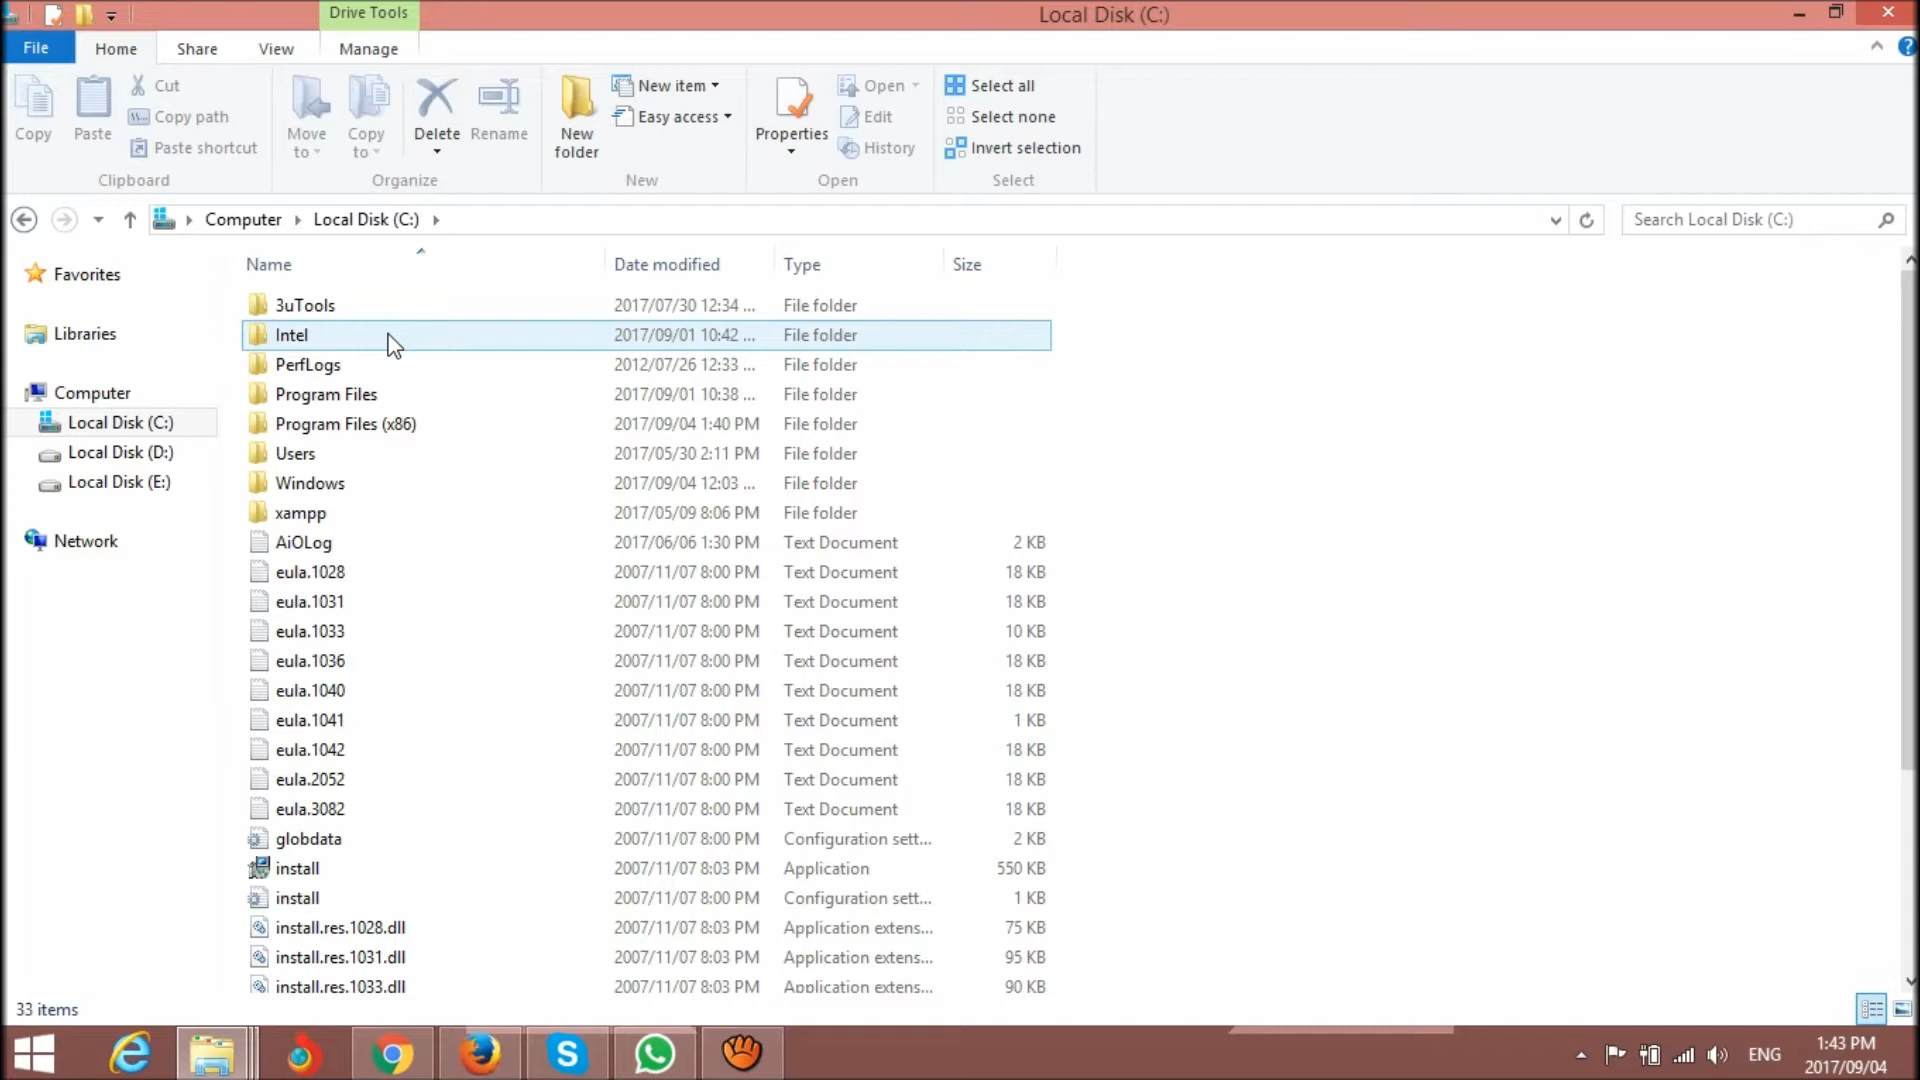 Drive Tools
Local Disk (C:)
File Home Share View Manage
Copy
Paste
Cut
Copy path
Paste shortcut
Clipboard
Move to
Copy to
Delete
Rename
Organize
New folder
New item
Easy access
New
Properties
Open
Edit
History
Open
Select all
Select none
Invert selection
Select
Computer Local Disk (C:)
Search Local Disk (C:)
Favorites
Libraries
Computer
Local Disk (C:)
Local Disk (D:)
Local Disk (E:)
Network
Name Date modified Type Size
3uTools 2017/07/30 12:34 ... File folder
Intel 2017/09/01 10:42 ... File folder
PerfLogs 2012/07/26 12:33 ... File folder
Program Files 2017/09/01 10:38 ... File folder
Program Files (x86) 2017/09/04 1:40 PM File folder
Users 2017/05/30 2:11 PM File folder
Windows 2017/09/04 12:03 ... File folder
xampp 2017/05/09 8:06 PM File folder
AiOLog 2017/06/06 1:30 PM Text Document 2 KB
eula.1028 2007/11/07 8:00 PM Text Document 18 KB
eula.1031 2007/11/07 8:00 PM Text Document 18 KB
eula.1033 2007/11/07 8:00 PM Text Document 10 KB
eula.1036 2007/11/07 8:00 PM Text Document 18 KB
eula.1040 2007/11/07 8:00 PM Text Document 18 KB
eula.1041 2007/11/07 8:00 PM Text Document 1 KB
eula.1042 2007/11/07 8:00 PM Text Document 18 KB
eula.2052 2007/11/07 8:00 PM Text Document 18 KB
eula.3082 2007/11/07 8:00 PM Text Document 18 KB
globdata 2007/11/07 8:00 PM Configuration sett... 2 KB
install 2007/11/07 8:03 PM Application 550 KB
install 2007/11/07 8:00 PM Configuration sett... 1 KB
install.res.1028.dll 2007/11/07 8:03 PM Application extens... 75 KB
install.res.1031.dll 2007/11/07 8:03 PM Application extens... 95 KB
install.res.1033.dll 2007/11/07 8:03 PM Application extens... 90 KB
33 items
ENG
1:43 PM
2017/09/04